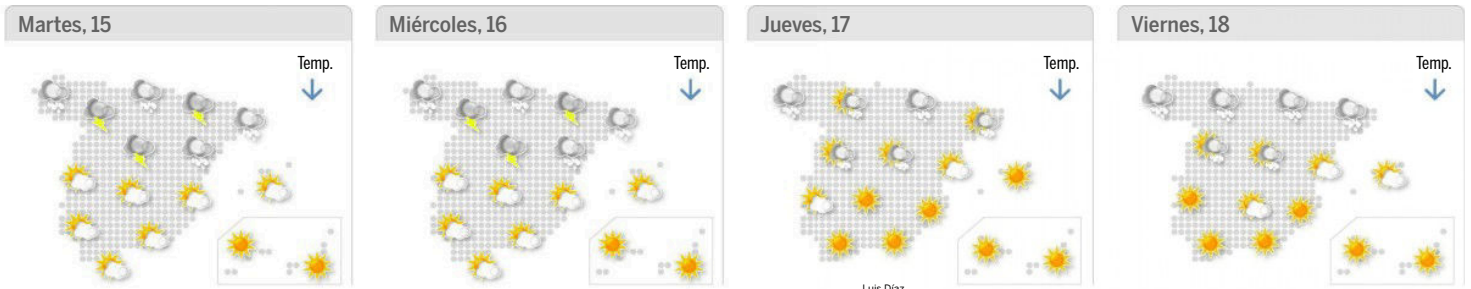 Martes, 15
Temp.
Miércoles, 16
Temp.
Jueves, 17
Temp.
Luis Díaz
Viernes, 18
Temp.